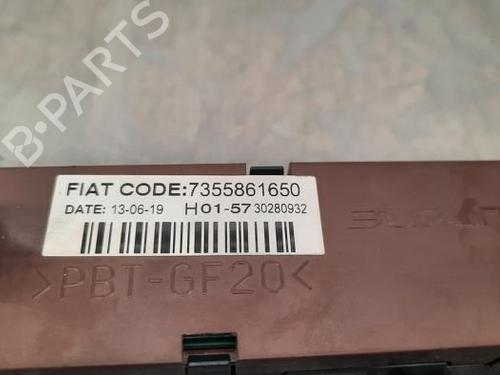 B-PARTS
FIAT CODE:7355861650
DATE: 13-06-19 H01-57 30280932
>PBT-GF20<